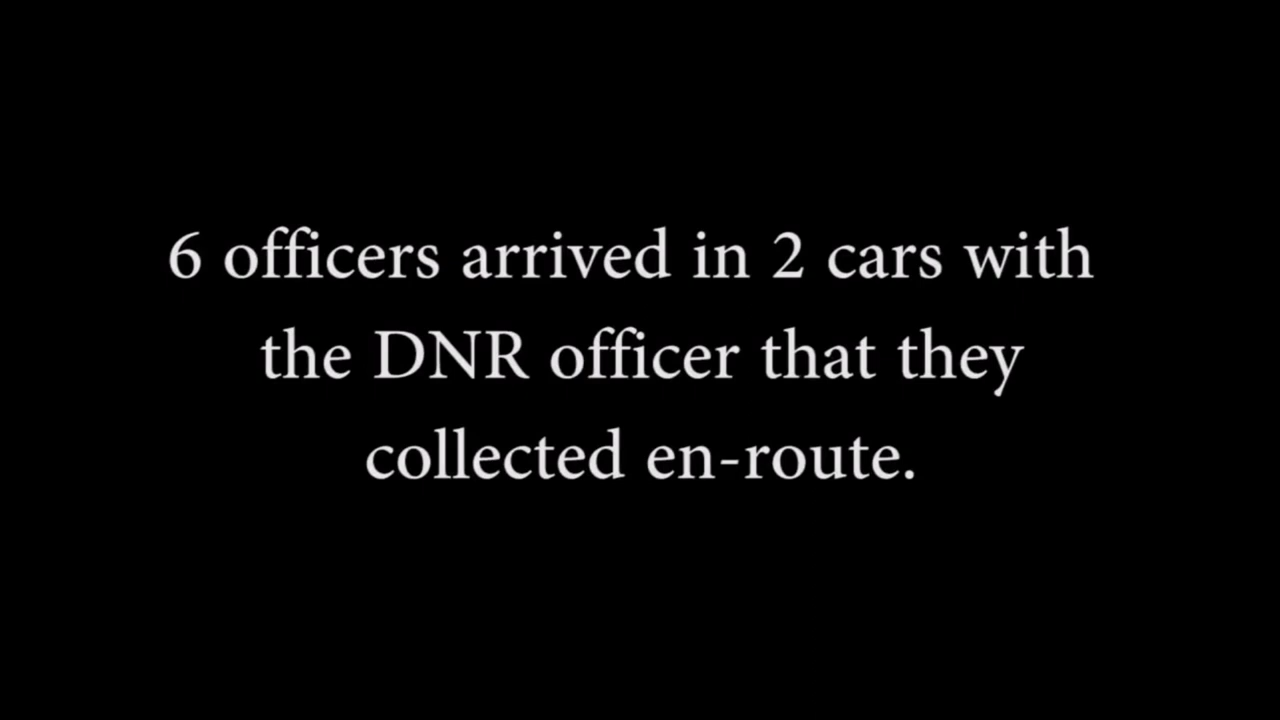 6 officers arrived in 2 cars with
the DNR officer that they
collected en-route.